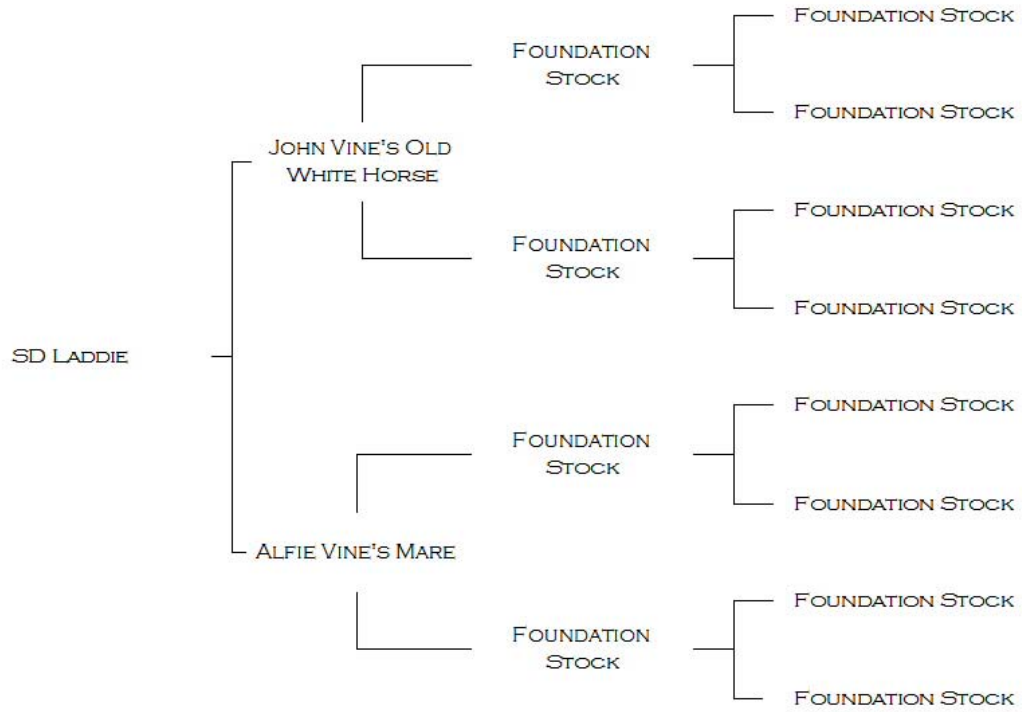 Foundation Stock
Foundation
Stock
Foundation Stock
John Vine's Old
White Horse
Foundation Stock
Foundation
Stock
Foundation Stock
SD Laddie
Foundation Stock
Foundation
Stock
Foundation Stock
Alfie Vine's Mare
Foundation Stock
Foundation
Stock
Foundation Stock